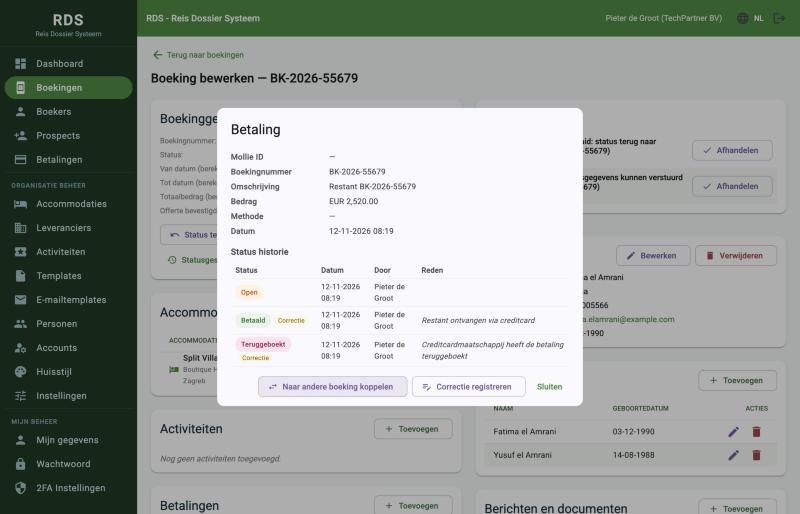 RDS
Reis Dossier Systeem
Dashboard
Boekingen
Boekers
Prospects
Betalingen
ORGANISATIE BEHEER
Accommodaties
Leveranciers
Activiteiten
Templates
E-mailtemplates
Personen
Accounts
Huisstijl
Instellingen
MIJN BEHEER
Mijn gegevens
Wachtwoord
2FA Instellingen
RDS - Reis Dossier Systeem
Pieter de Groot (TechPartner BV)
NL
Terug naar boekingen
Boeking bewerken — BK-2026-55679
Boekingge
Boekingnummer:
Status:
Van datum (berek
Tot datum (berek
Totaalbedrag (ber
Offerte bevestigd
Status te
Statusges
Accommo
ACCOMMODATI
Split Villa
Boutique H
Zagreb
Activiteiten
Toevoegen
Nog geen activiteiten toegevoegd.
Betalingen
Toevoegen
Betaling
Mollie ID —
Boekingnummer BK-2026-55679
Omschrijving Restant BK-2026-55679
Bedrag EUR 2,520.00
Methode —
Datum 12-11-2026 08:19
Status historie
Status Datum Door Reden
Open 12-11-2026 08:19 Pieter de Groot
Betaald Correctie 12-11-2026 08:19 Pieter de Groot Restant ontvangen via creditcard
Teruggeboekt Correctie 12-11-2026 08:19 Pieter de Groot Creditcardmaatschappij heeft de betaling teruggeboekt
Naar andere boeking koppelen
Correctie registreren
Sluiten
id: status terug naar
-55679)
Afhandelen
sgegevens kunnen verstuurd
Afhandelen
Bewerken
Verwijderen
a el Amrani
005566
a.elamrani@example.com
-1990
Toevoegen
NAAM GEBOORTEDATUM ACTIES
Fatima el Amrani 03-12-1990
Yusuf el Amrani 14-08-1988
Berichten en documenten
Toevoegen